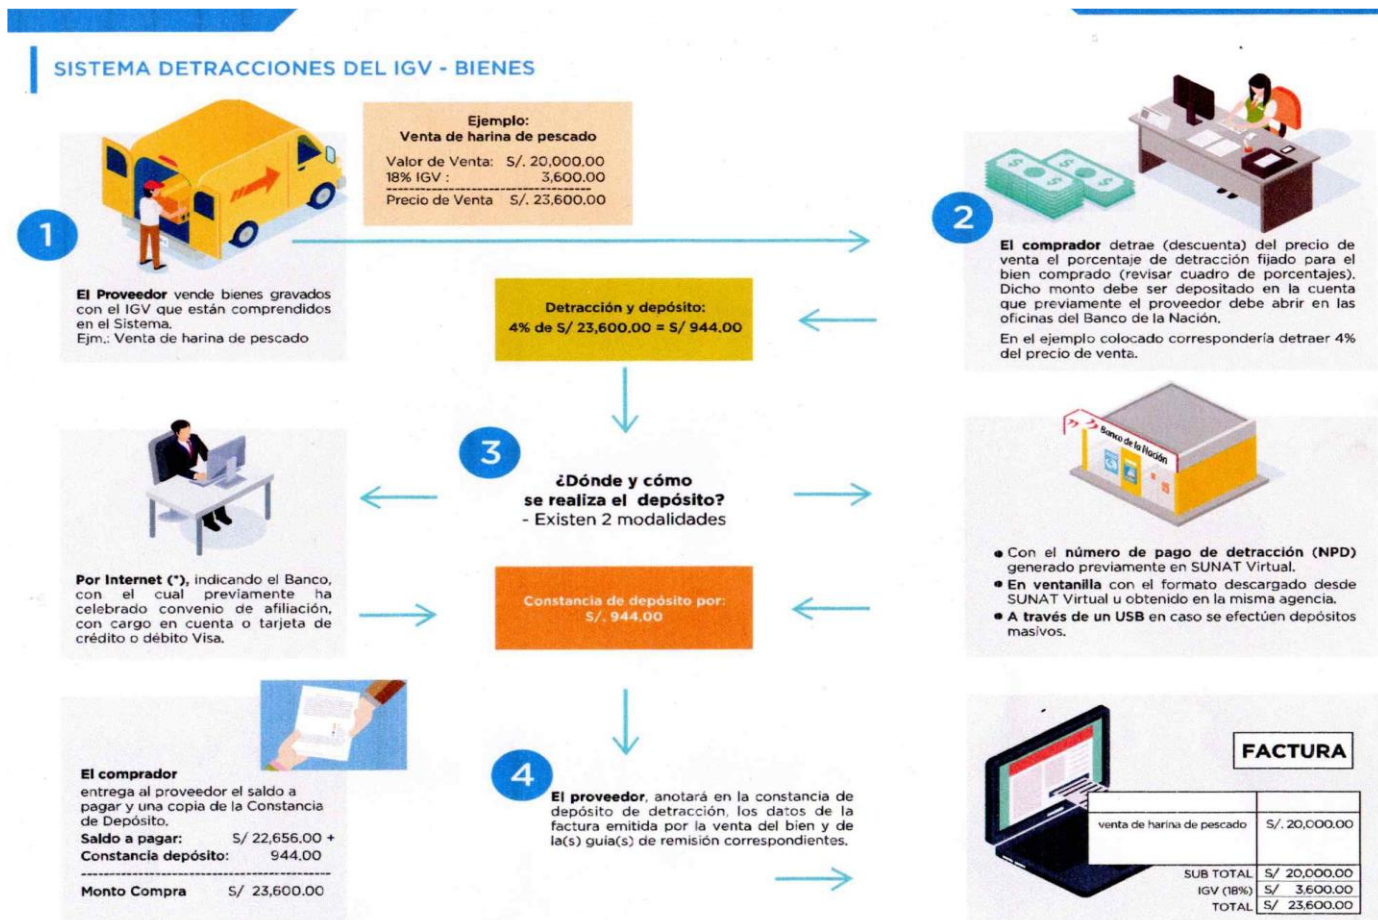 SISTEMA DETRACCIONES DEL IGV - BIENES
1
El Proveedor vende bienes gravados
con el IGV que están comprendidos
en el Sistema.
Ejm.: Venta de harina de pescado
Ejemplo:
Venta de harina de pescado
Valor de Venta: S/. 20,000.00
18% IGV : 3,600.00
Precio de Venta S/. 23,600.00
2
El comprador detrae (descuenta) del precio de
venta el porcentaje de detracción fijado para el
bien comprado (revisar cuadro de porcentajes).
Dicho monto debe ser depositado en la cuenta
que previamente el proveedor debe abrir en las
oficinas del Banco de la Nación.
En el ejemplo colocado correspondería detraer 4%
del precio de venta.
Detracción y depósito:
4% de S/ 23,600.00 = S/ 944.00
3
¿Dónde y cómo
se realiza el depósito?
- Existen 2 modalidades
Por Internet (*), indicando el Banco,
con el cual previamente ha
celebrado convenio de afiliación,
con cargo en cuenta o tarjeta de
crédito o débito Visa.
Banco de la Nación
• Con el número de pago de detracción (NPD)
generado previamente en SUNAT Virtual.
• En ventanilla con el formato descargado desde
SUNAT Virtual u obtenido en la misma agencia.
• A través de un USB en caso se efectúen depósitos
masivos.
Constancia de depósito por:
S/. 944.00
El comprador
entrega al proveedor el saldo a
pagar y una copia de la Constancia
de Depósito.
Saldo a pagar: S/ 22,656.00 +
Constancia depósito: 944.00
Monto Compra S/ 23,600.00
4
El proveedor, anotará en la constancia de
depósito de detracción, los datos de la
factura emitida por la venta del bien y de
la(s) guia(s) de remisión correspondientes.
FACTURA
venta de harina de pescado S/. 20,000.00
SUB TOTAL S/ 20,000.00
IGV (18%) S/ 3,600.00
TOTAL S/ 23,600.00